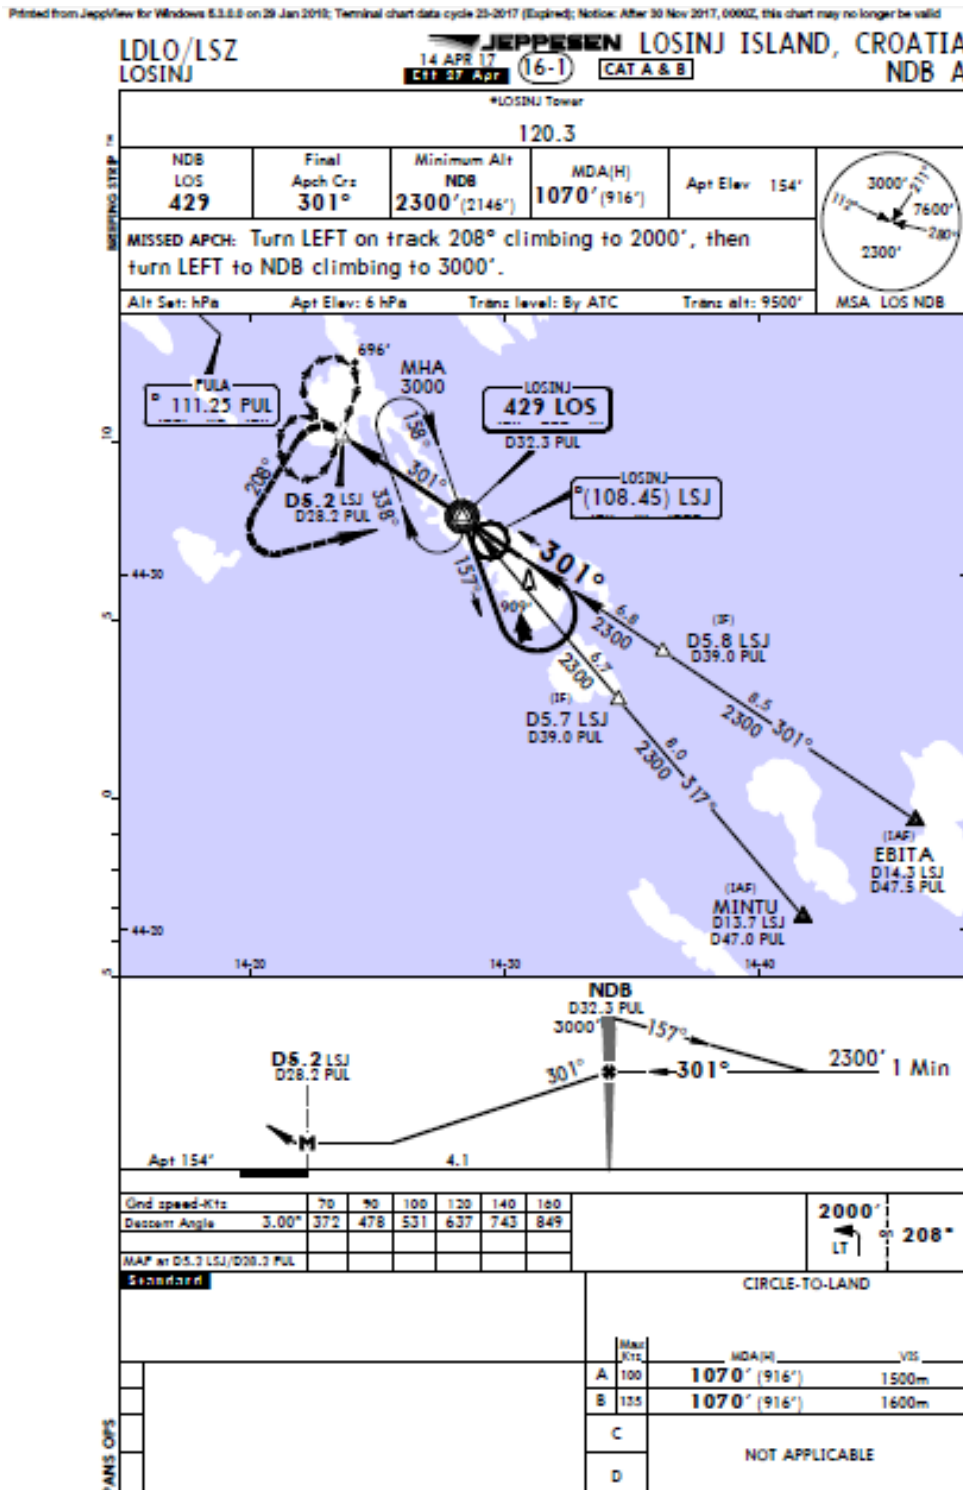 Printed from JeppView for Windows 5.3.0.0 on 29 Jan 2018; Terminal chart data cycle 23-2017 (Expired); Notice: After 30 Nov 2017, 0000Z, this chart may no longer be valid
LDLO/LSZ
LOSINJ
JEPPESEN
14 APR 17
16-1
Eff 27 Apr
CAT A & B
LOSINJ ISLAND, CROATIA
NDB A
*LOSINJ Tower
120.3
BRIEFING STRIP TM
NDB
LOS
429
Final
Apch Crs
301°
Minimum Alt
NDB
2300'(2146')
MDA(H)
1070'(916')
Apt Elev 154'
MISSED APCH: Turn LEFT on track 208° climbing to 2000', then
turn LEFT to NDB climbing to 3000'.
Alt Set: hPa
Apt Elev: 6 hPa
Trans level: By ATC
Trans alt: 9500'
3000'
211°
112°
7600'
280°
2300'
MSA LOS NDB
696'
MHA
3000
PULA
111.25 PUL
LOSINJ
429 LOS
D32.3 PUL
LOSINJ
(108.45) LSJ
158°
338°
208°
301°
D5.2 LSJ
D28.2 PUL
157°
301°
909'
6.8
2300
(IF)
D5.8 LSJ
D39.0 PUL
6.7
2300
(IF)
D5.7 LSJ
D39.0 PUL
8.5
2300
301°
8.0
2300
317°
(IAF)
EBITA
D14.3 LSJ
D47.5 PUL
(IAF)
MINTU
D13.7 LSJ
D47.0 PUL
10
44-30
5
0
44-20
5
14-20
14-30
14-40
NDB
D32.3 PUL
3000'
157°
D5.2 LSJ
D28.2 PUL
301°
301°
2300'
1 Min
M
Apt 154'
4.1
Gnd speed-Kts 70 90 100 120 140 160
Descent Angle 3.00° 372 478 531 637 743 849
MAP at D5.2 LSJ/D28.2 PUL
2000'
LT
on
208°
Standard
CIRCLE-TO-LAND
Max
Kts
MDA(H)
VIS
A 100 1070' (916') 1500m
B 135 1070' (916') 1600m
C
D
NOT APPLICABLE
PANS OPS